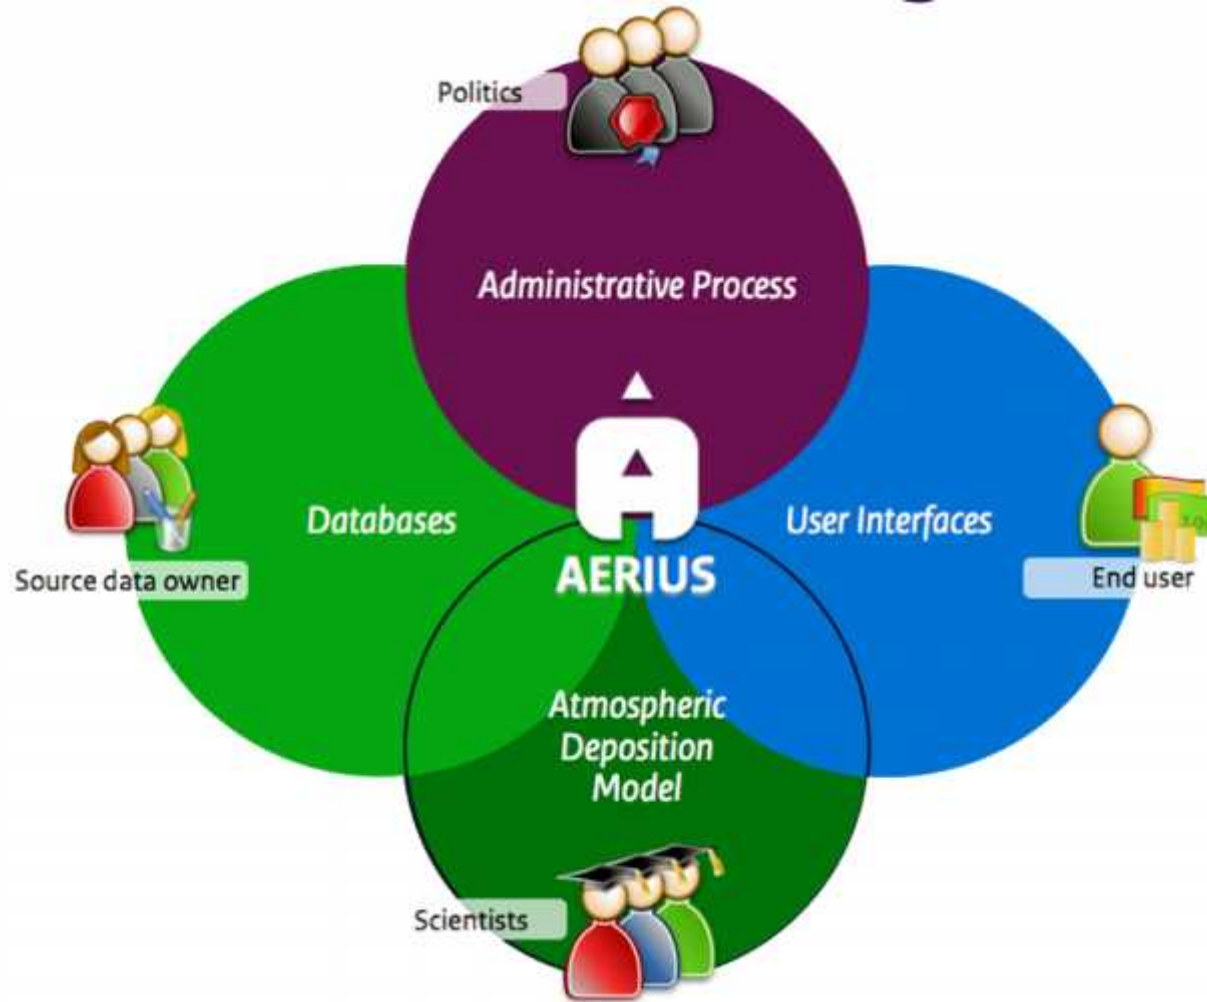 Politics
Administrative Process
Databases
User Interfaces
AERIUS
Source data owner
End user
Atmospheric
Deposition
Model
Scientists